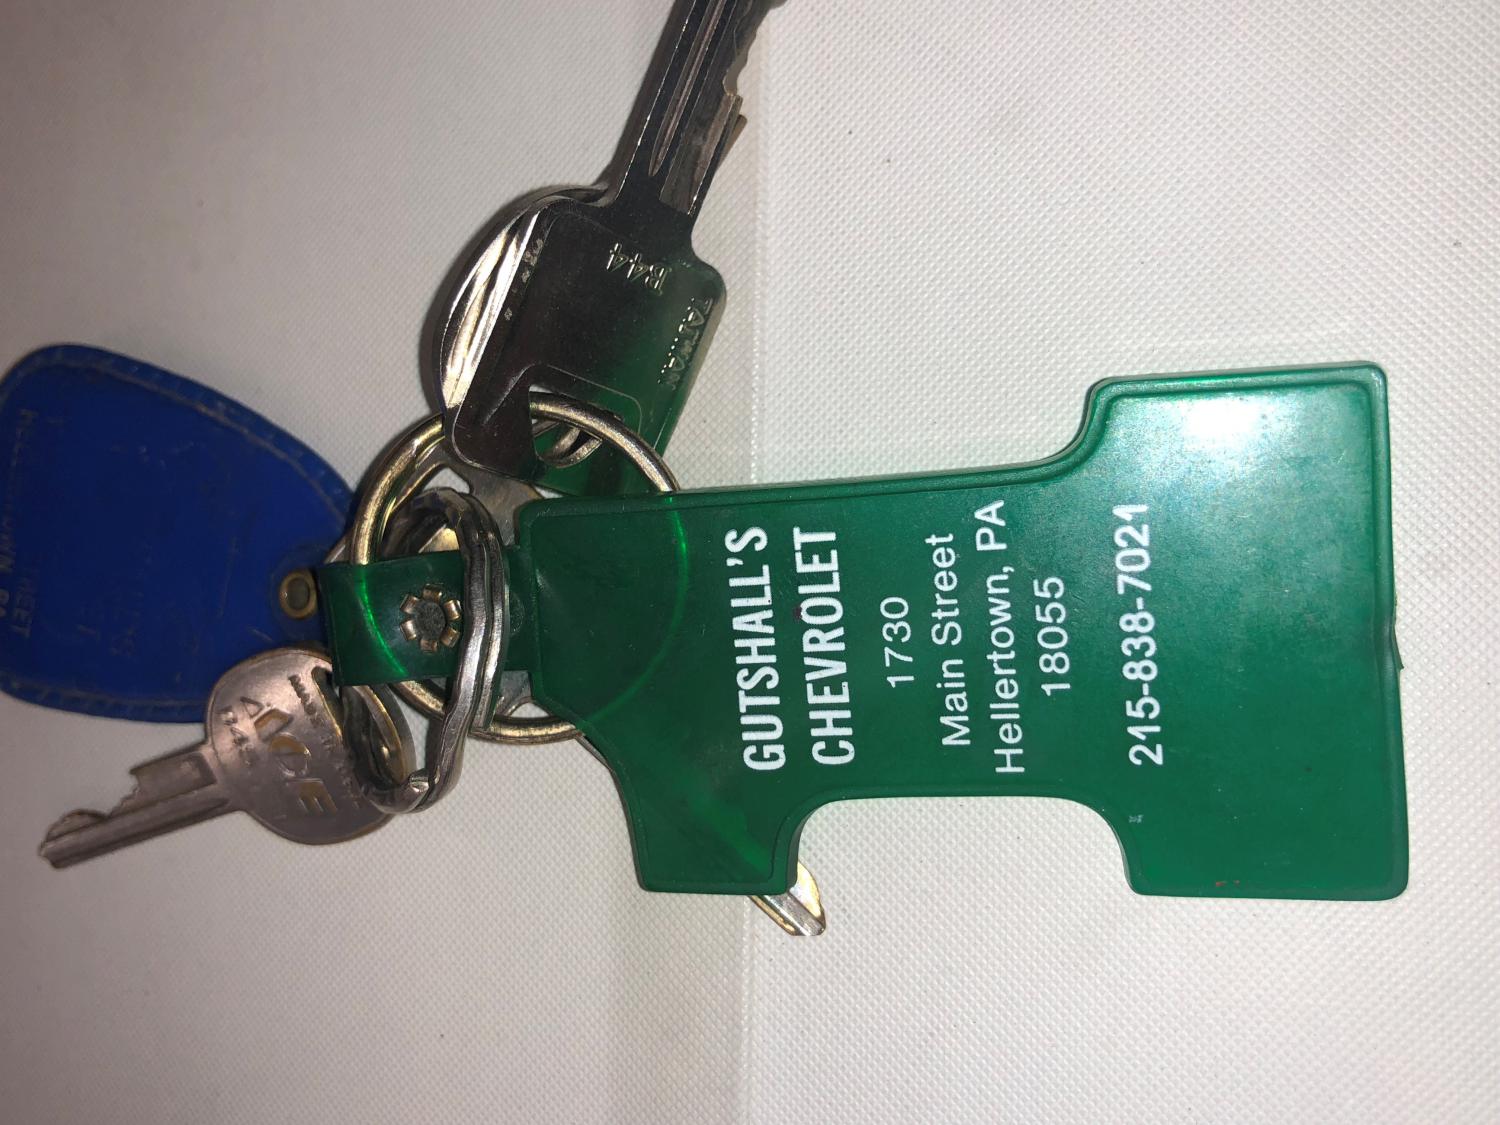 GUTSHALL'S
CHEVROLET
1730
Main Street
Hellertown, PA
18055
215-838-7021
B44
TAIWAN
ACE